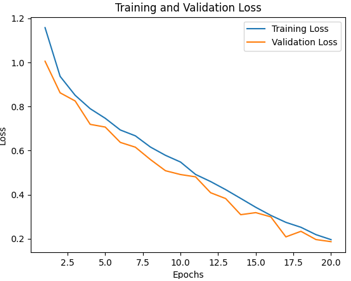 Training and Validation Loss
Training Loss
Validation Loss
1.2
1.0
0.8
0.6
0.4
0.2
Loss
2.5 5.0 7.5 10.0 12.5 15.0 17.5 20.0
Epochs